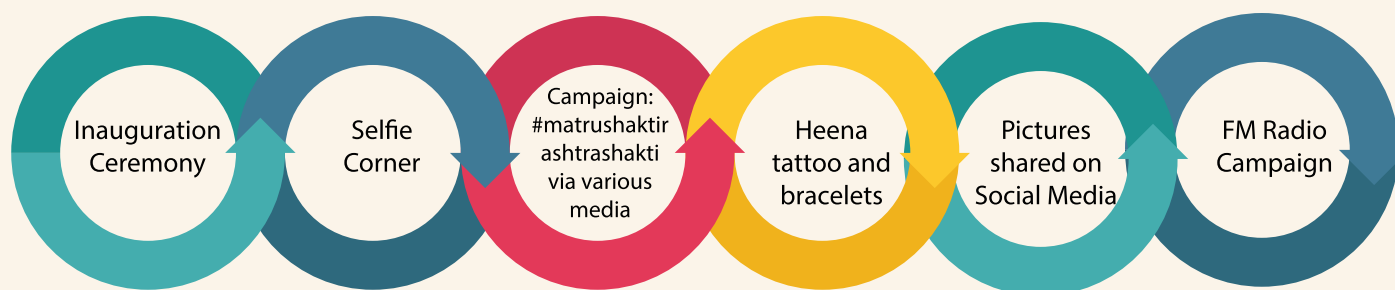 Inauguration
Ceremony
Selfie
Corner
Campaign:
#matrushaktir
ashtrashakti
via various
media
Heena
tattoo and
bracelets
Pictures
shared on
Social Media
FM Radio
Campaign